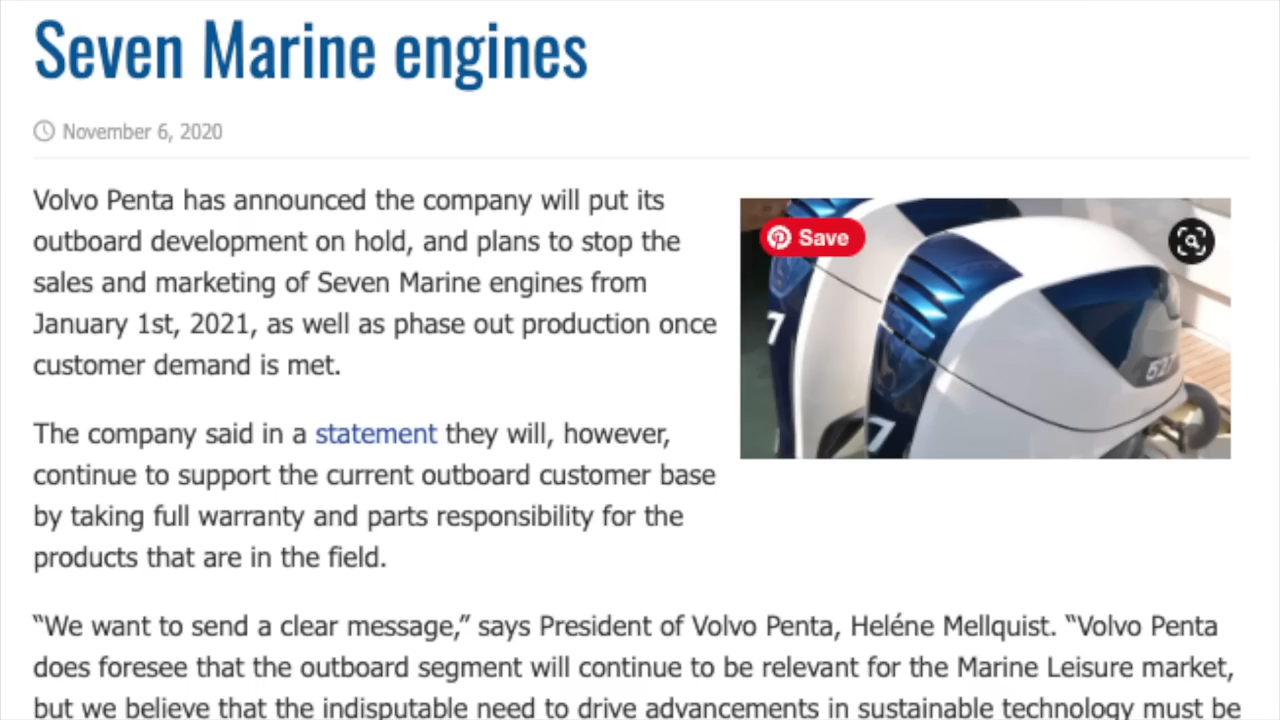 Seven Marine engines
November 6, 2020
Volvo Penta has announced the company will put its
outboard development on hold, and plans to stop the
sales and marketing of Seven Marine engines from
January 1st, 2021, as well as phase out production once
customer demand is met.
Save
7
7
The company said in a statement they will, however,
continue to support the current outboard customer base
by taking full warranty and parts responsibility for the
products that are in the field.
“We want to send a clear message,” says President of Volvo Penta, Heléne Mellquist. “Volvo Penta
does foresee that the outboard segment will continue to be relevant for the Marine Leisure market,
but we believe that the indisputable need to drive advancements in sustainable technology must be